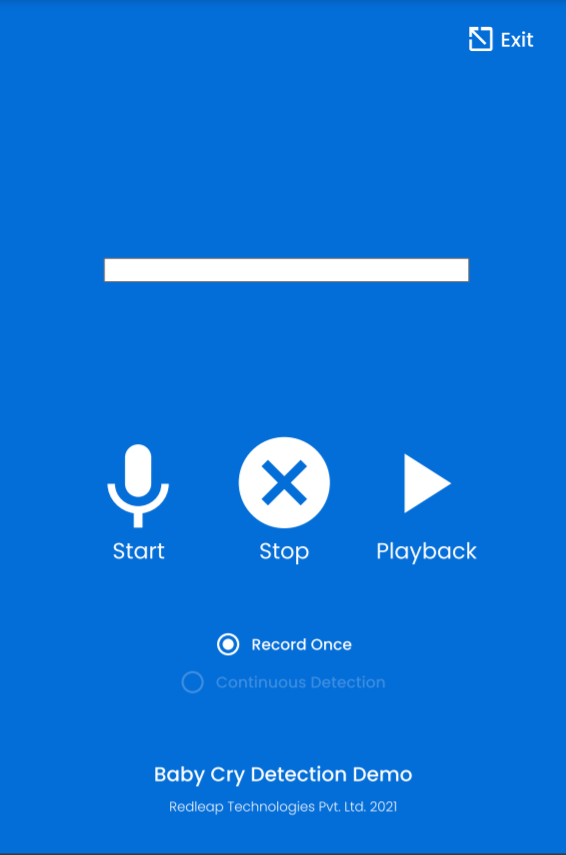 Exit
Start Stop Playback
Record Once
Continuous Detection
Baby Cry Detection Demo
Redleap Technologies Pvt. Ltd. 2021